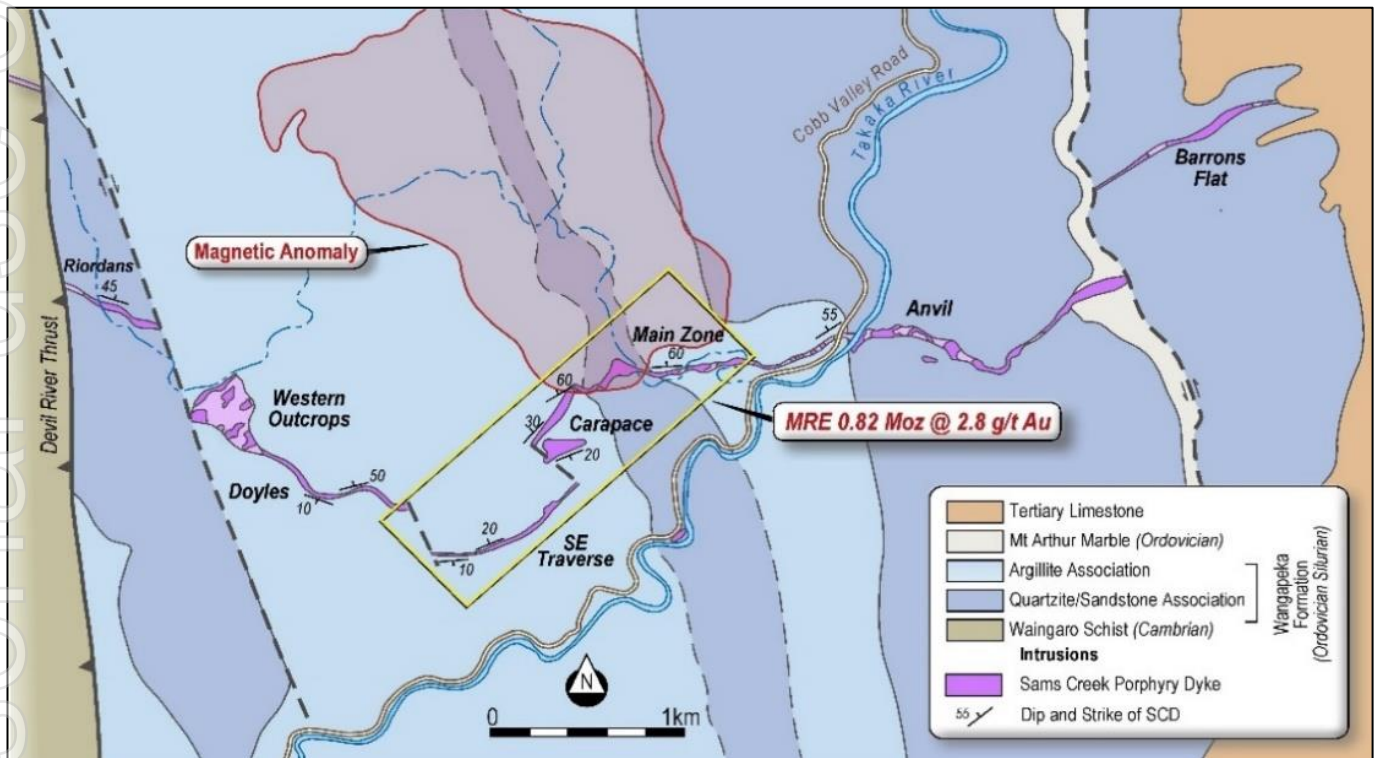 Cobb Valley Road
Takaka River
Barrons
Flat
Magnetic Anomaly
Riordans
45
Devil River Thrust
Anvil
55
Main Zone
60
60
Western
Outcrops
30
Carapace
20
MRE 0.82 Moz @ 2.8 g/t Au
Doyles
50
10
20
SE
Traverse
10
N
0
1km
Tertiary Limestone
Mt Arthur Marble (Ordovician)
Argillite Association
Quartzite/Sandstone Association
Waingaro Schist (Cambrian)
Wangapeka
Formation
(Ordovician Silurian)
Intrusions
Sams Creek Porphyry Dyke
55
Dip and Strike of SCD